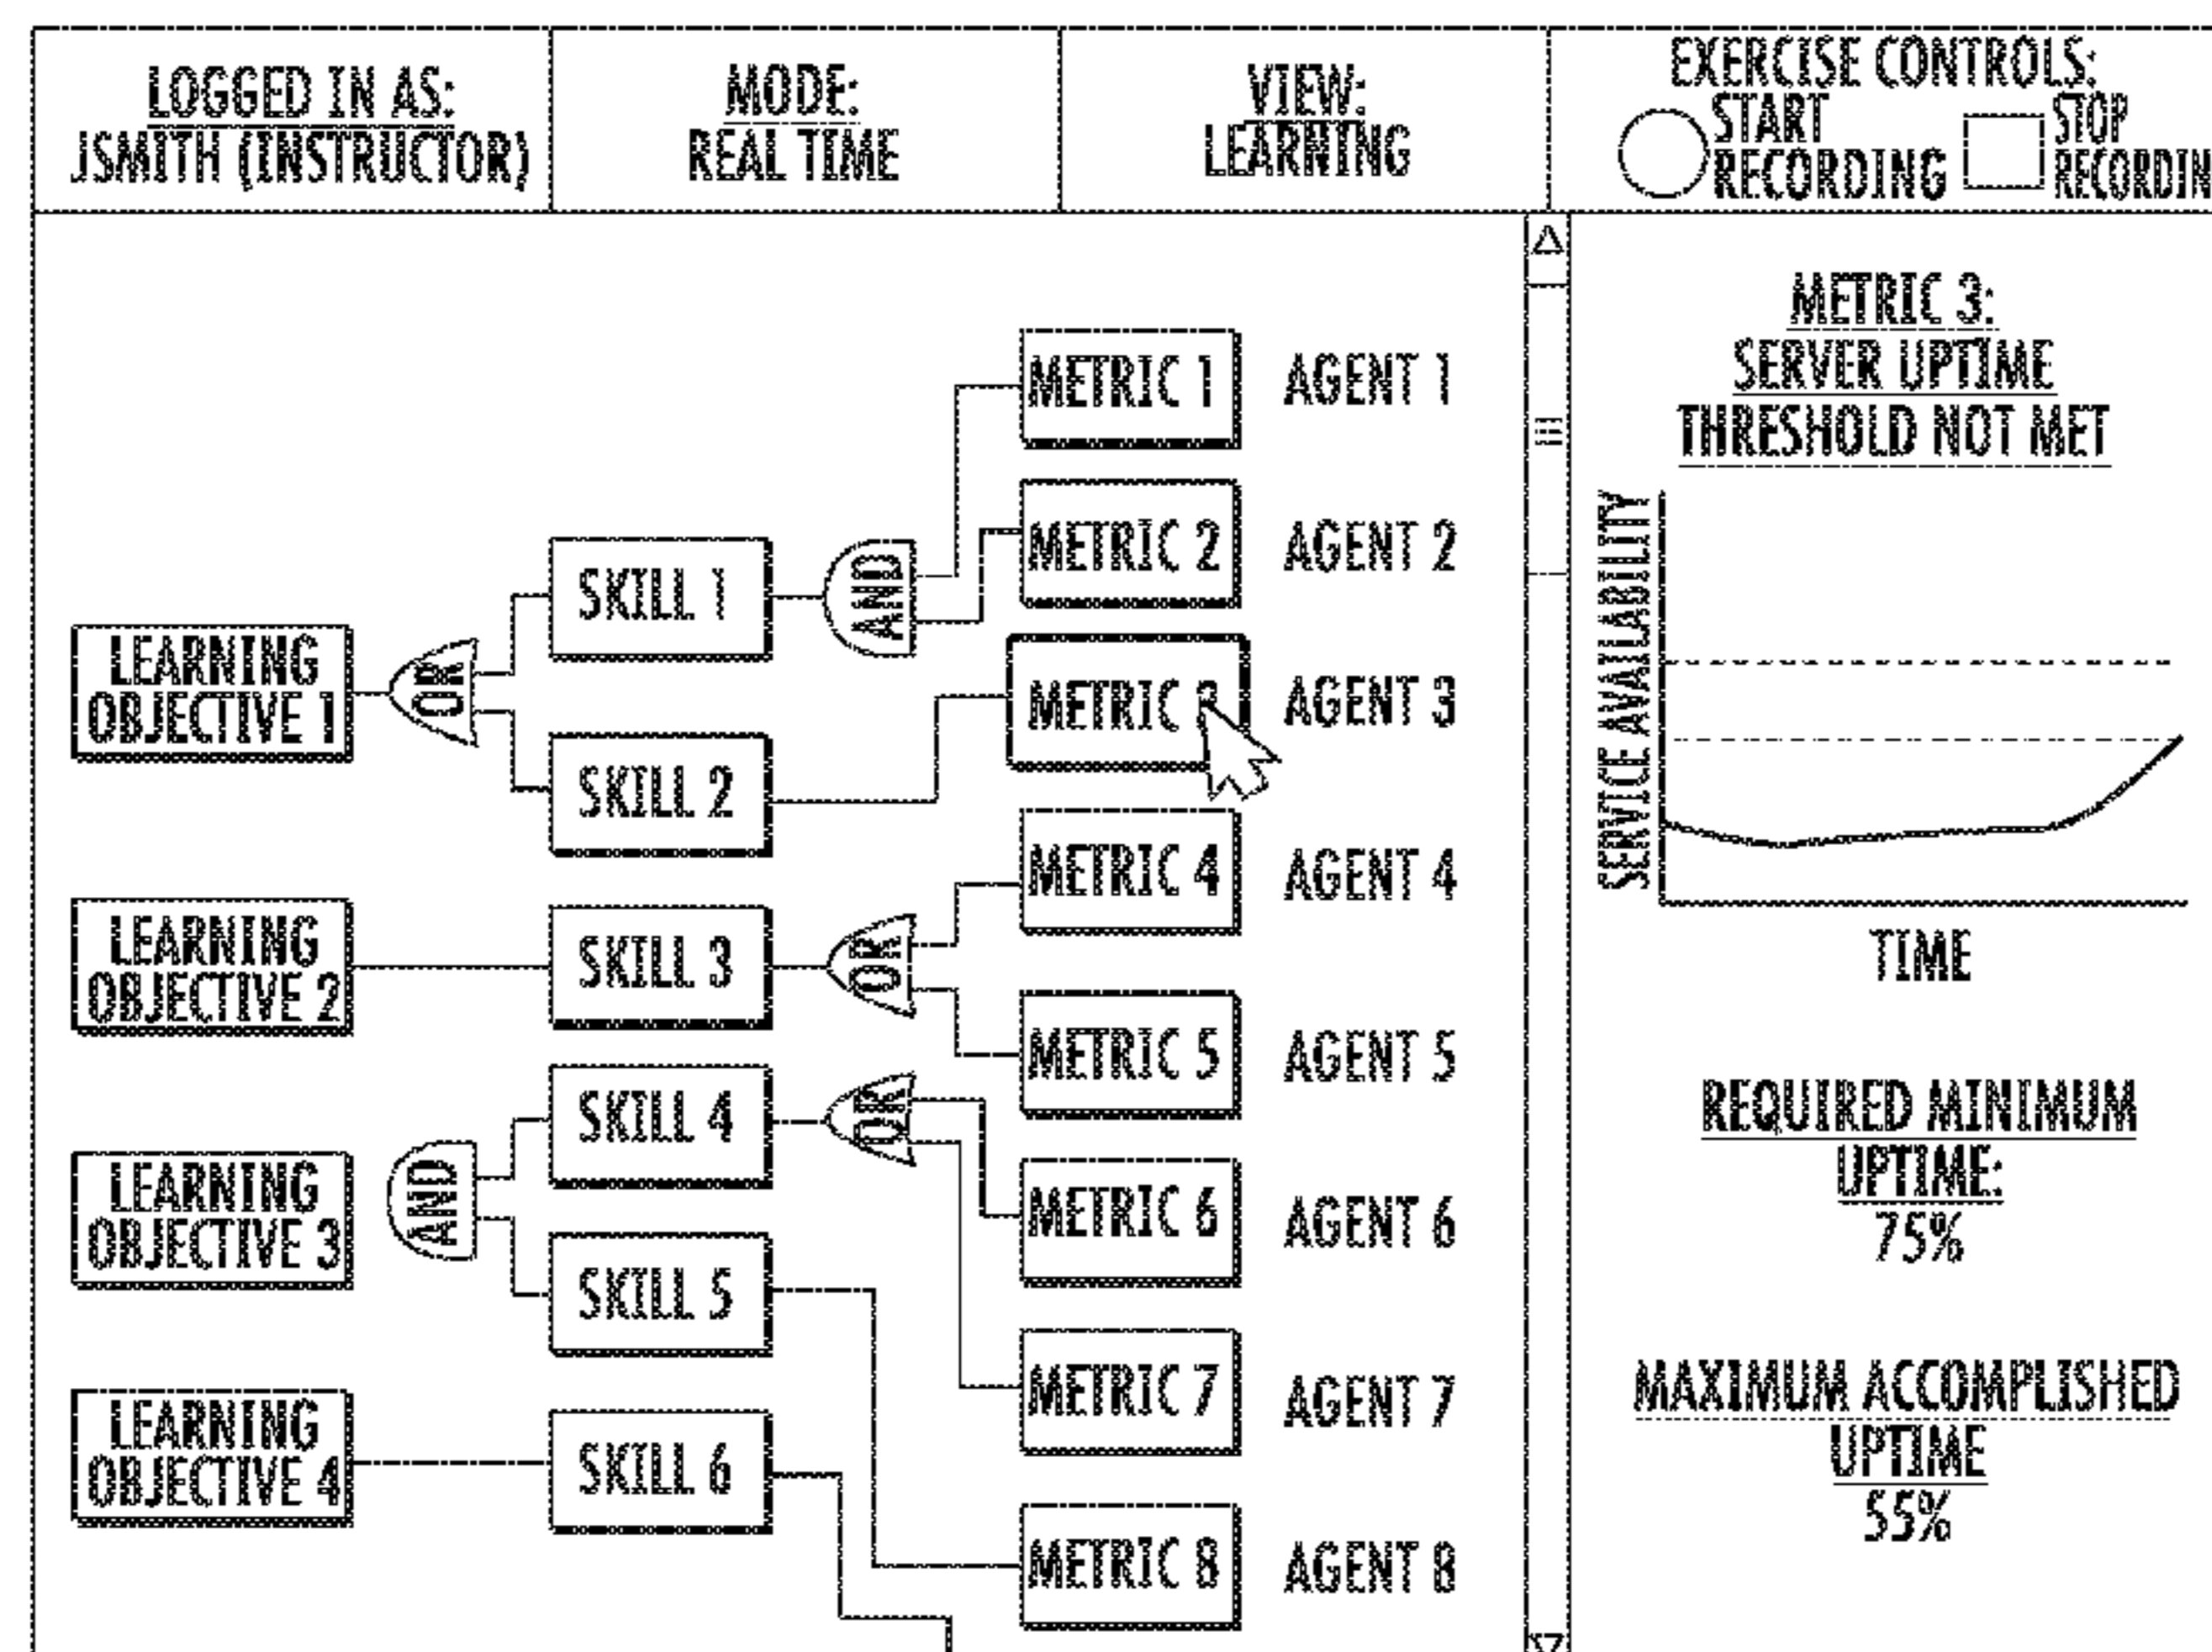 LOGGED IN AS:
JSMITH (INSTRUCTOR)
MODE:
REAL TIME
VIEW:
LEARNING
EXERCISE CONTROLS:
START
RECORDING
STOP
RECORDIN
LEARNING
OBJECTIVE 1
OR
SKILL 1
AND
METRIC 1
AGENT 1
METRIC 2
AGENT 2
SKILL 2
METRIC 3
AGENT 3
LEARNING
OBJECTIVE 2
SKILL 3
OR
METRIC 4
AGENT 4
METRIC 5
AGENT 5
LEARNING
OBJECTIVE 3
AND
SKILL 4
OR
METRIC 6
AGENT 6
METRIC 7
AGENT 7
SKILL 5
METRIC 8
AGENT 8
LEARNING
OBJECTIVE 4
SKILL 6
METRIC 3:
SERVER UPTIME
THRESHOLD NOT MET
SERVICE AVAILABILITY
TIME
REQUIRED MINIMUM
UPTIME:
75%
MAXIMUM ACCOMPLISHED
UPTIME
55%